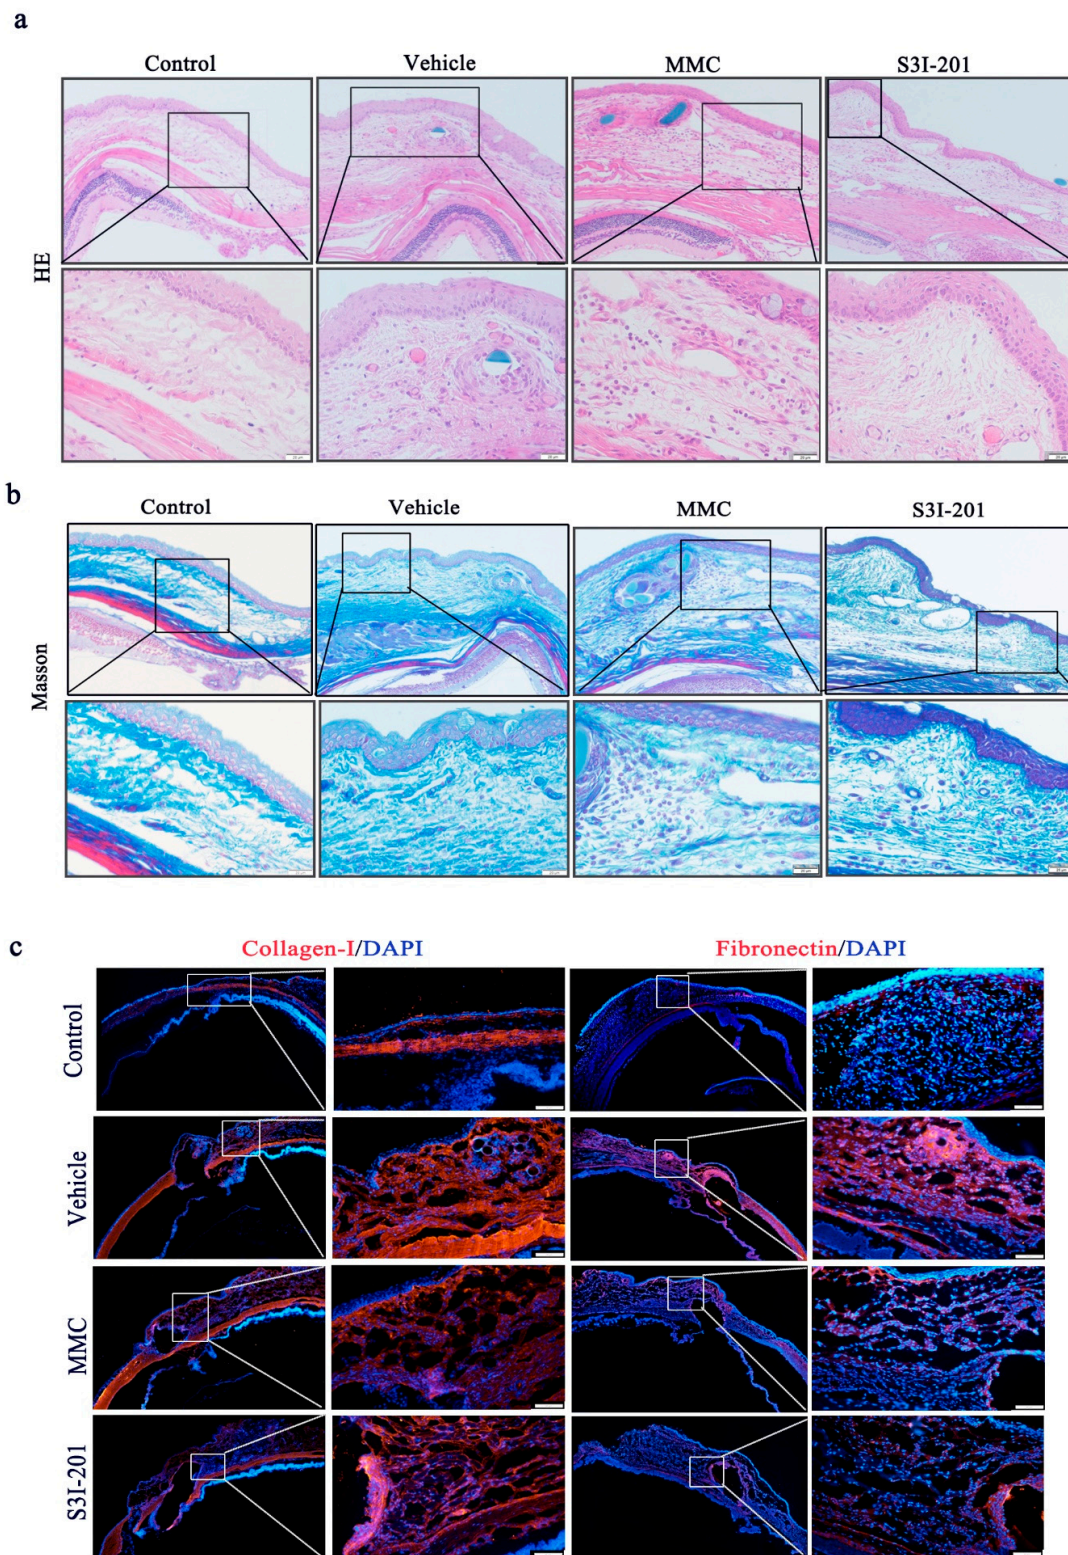 a
Control Vehicle MMC S3I-201
HE
b
Control Vehicle MMC S3I-201
Masson
c
Collagen-I/DAPI Fibronectin/DAPI
Control
Vehicle
MMC
S3I-201